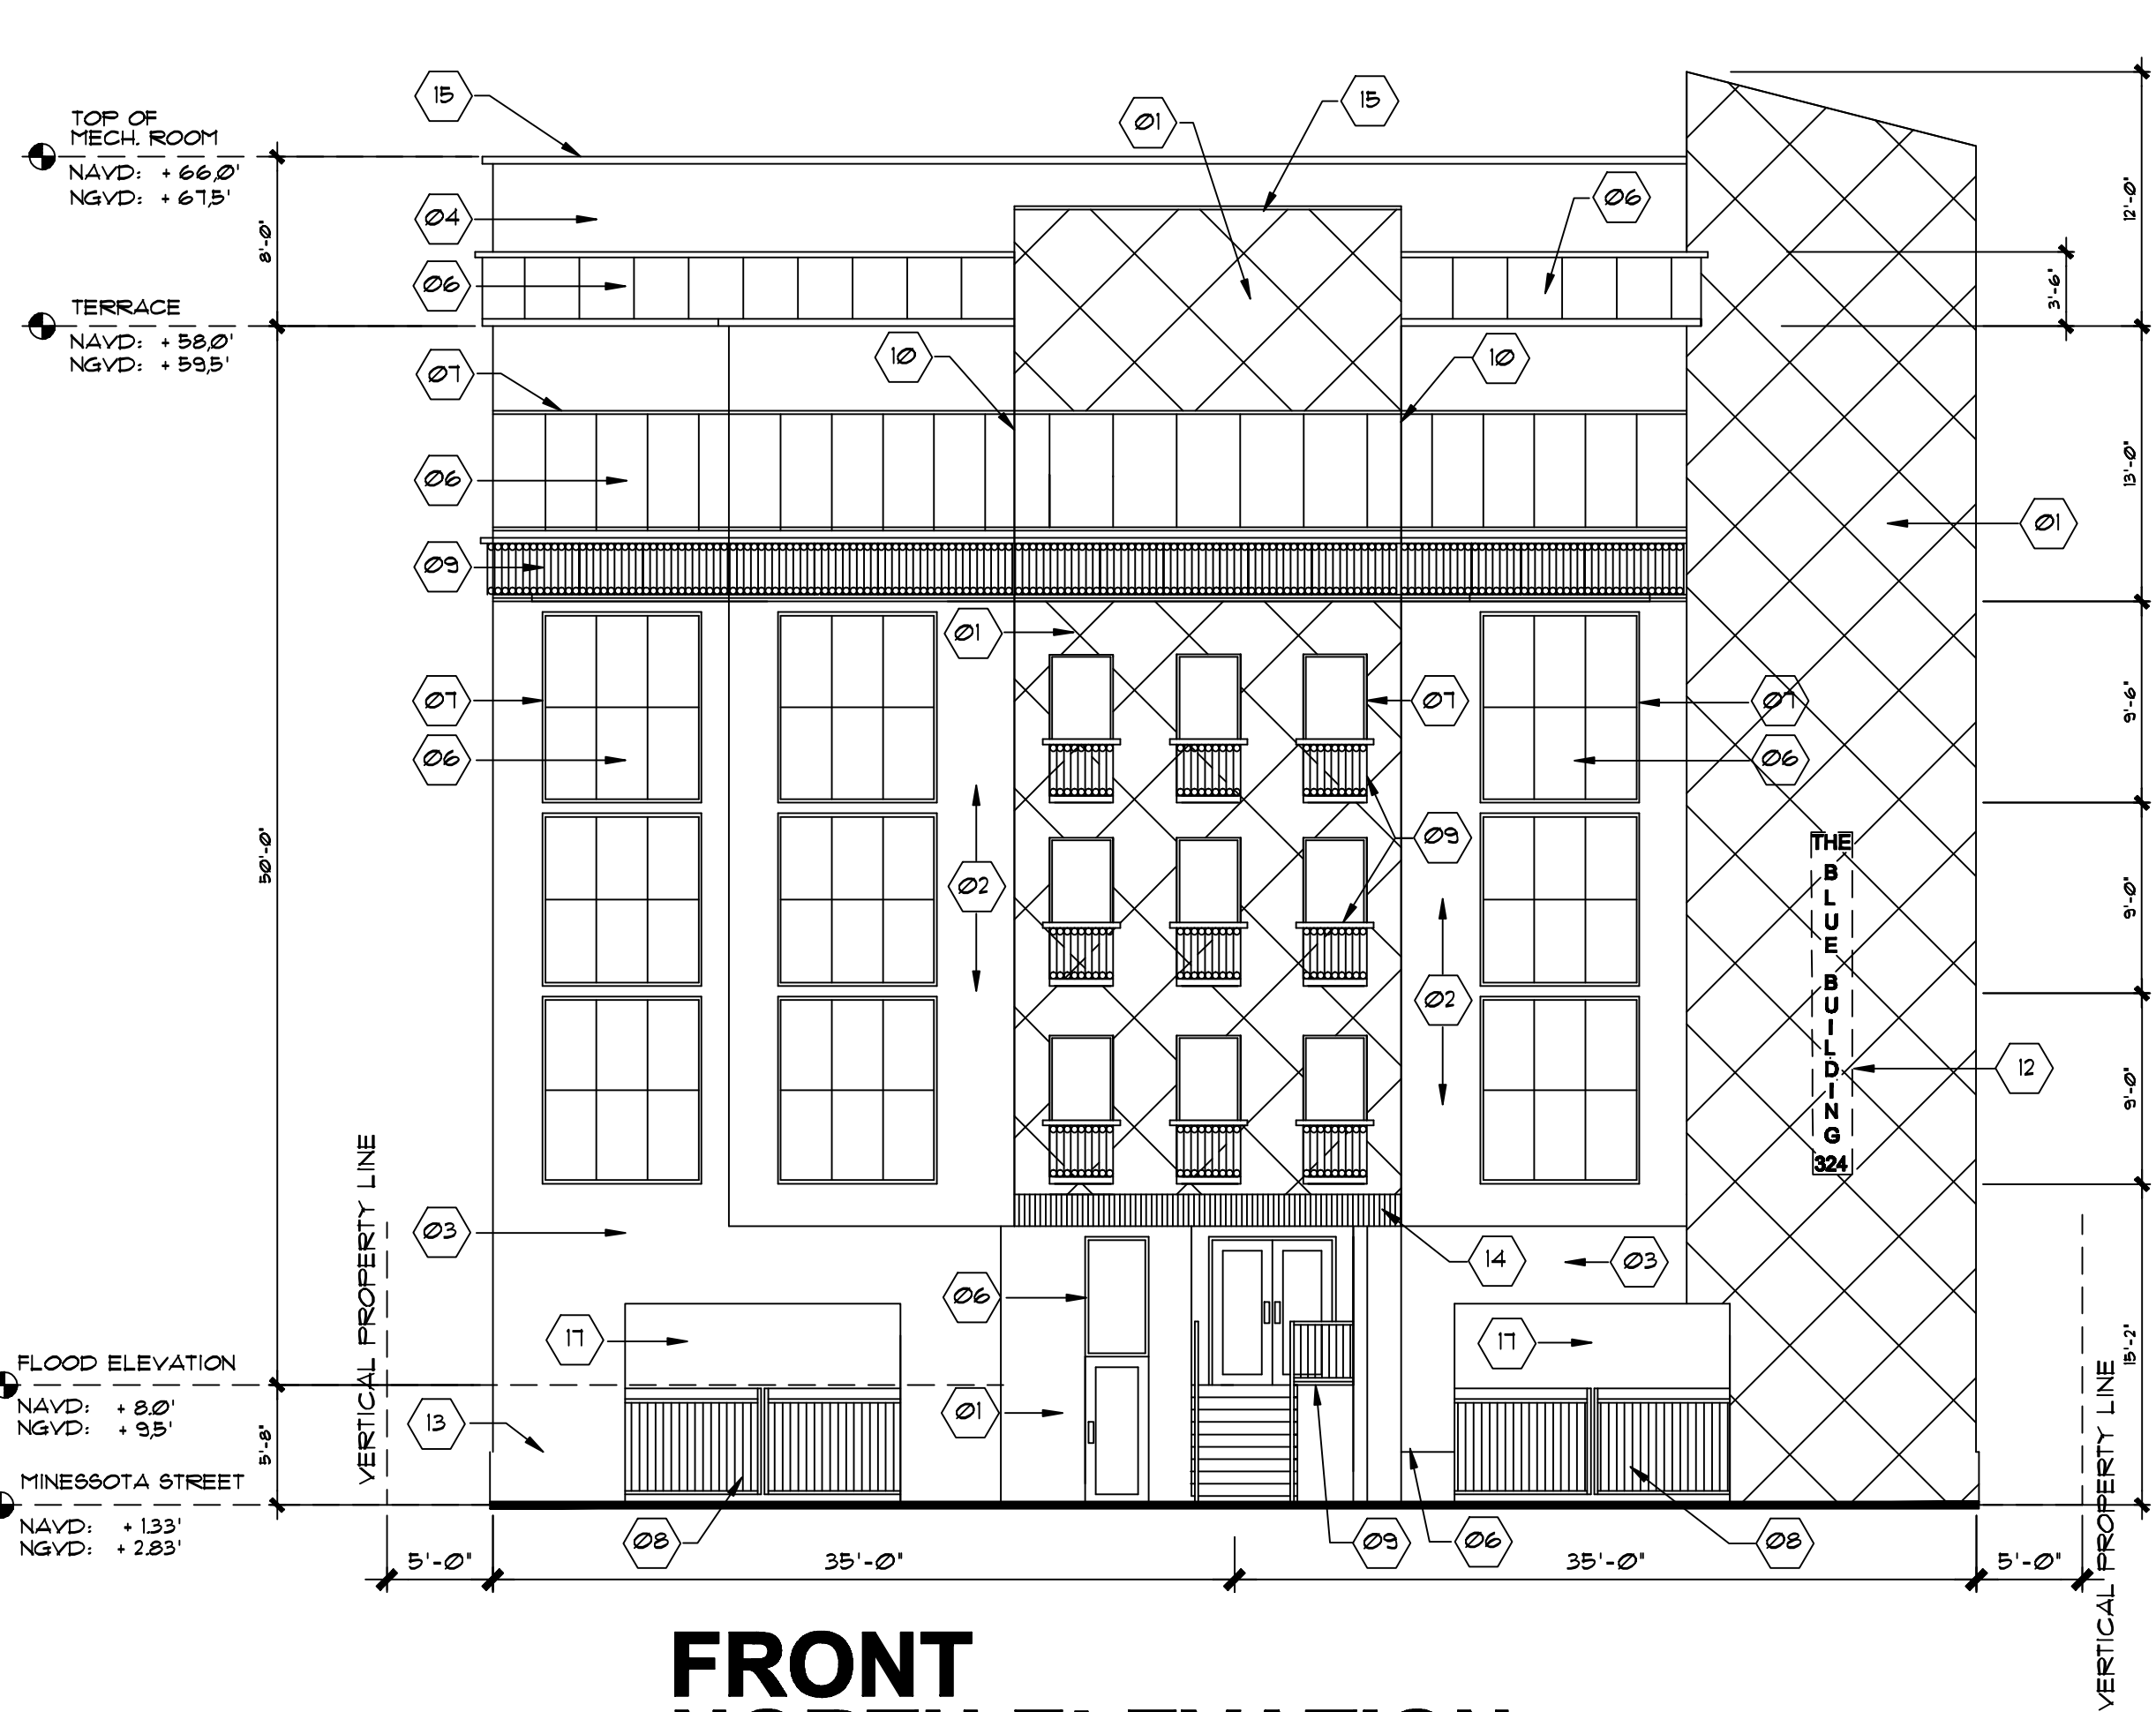 TOP OF
MECH. ROOM
NAVD: + 66.0'
NGVD: + 67.5'
TERRACE
NAVD: + 58.0'
NGVD: + 59.5'
FLOOD ELEVATION
NAVD: + 8.0'
NGVD: + 9.5'
MINESSOTA STREET
NAVD: + 1.33'
NGVD: + 2.83'
8'-0"
50'-0"
5'-8"
VERTICAL PROPERTY LINE
15
04
06
07
06
09
07
06
03
17
13
08
01
15
06
10
10
01
02
07
09
02
07
06
01
12
14
03
06
01
17
09
06
08
THE
B
L
U
E
B
U
I
L
D
I
N
G
324
12'-0"
3'-6"
13'-0"
9'-6"
9'-0"
9'-0"
15'-2"
VERTICAL PROPERTY LINE
5'-0"
35'-0"
35'-0"
5'-0"
FRONT
NORTH ELEVATION